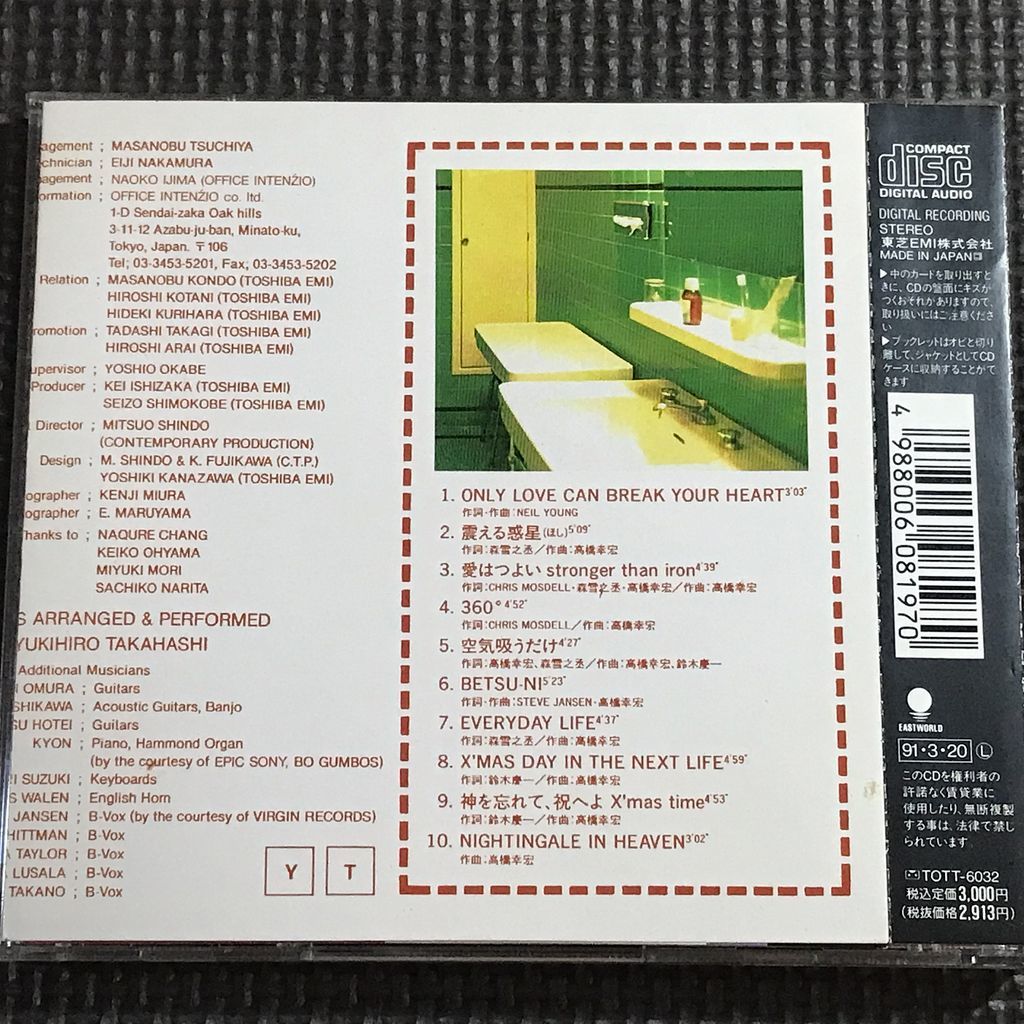 agement ; MASANOBU TSUCHIYA
chnician ; EIJI NAKAMURA
agement ; NAOKO IJIMA (OFFICE INTENŽIO)
ormation ; OFFICE INTENŽIO co. ltd.
1-D Sendai-zaka Oak hills
3-11-12 Azabu-ju-ban, Minato-ku,
Tokyo, Japan. 〒106
Tel; 03-3453-5201, Fax; 03-3453-5202
Relation ; MASANOBU KONDO (TOSHIBA EMI)
HIROSHI KOTANI (TOSHIBA EMI)
HIDEKI KURIHARA (TOSHIBA EMI)
romotion ; TADASHI TAKAGI (TOSHIBA EMI)
HIROSHI ARAI (TOSHIBA EMI)
upervisor ; YOSHIO OKABE
Producer ; KEI ISHIZAKA (TOSHIBA EMI)
SEIZO SHIMOKOBE (TOSHIBA EMI)
Director ; MITSUO SHINDO
(CONTEMPORARY PRODUCTION)
Design ; M. SHINDO & K. FUJIKAWA (C.T.P.)
YOSHIKI KANAZAWA (TOSHIBA EMI)
ographer ; KENJI MIURA
ographer ; E. MARUYAMA
hanks to ; NAQURE CHANG
KEIKO OHYAMA
MIYUKI MORI
SACHIKO NARITA
S ARRANGED & PERFORMED
YUKIHIRO TAKAHASHI
Additional Musicians
I OMURA ; Guitars
SHIKAWA ; Acoustic Guitars, Banjo
SU HOTEI ; Guitars
KYON ; Piano, Hammond Organ
(by the courtesy of EPIC SONY, BO GUMBOS)
I SUZUKI ; Keyboards
S WALEN ; English Horn
JANSEN ; B-Vox (by the courtesy of VIRGIN RECORDS)
HITTMAN ; B-Vox
TAYLOR ; B-Vox
LUSALA ; B-Vox
TAKANO ; B-Vox
Y T
1. ONLY LOVE CAN BREAK YOUR HEART 3'03"
作詞・作曲:NEIL YOUNG
2. 震える惑星(ほし) 5'09"
作詞:森雪之丞/作曲:高橋幸宏
3. 愛はつよい stronger than iron 4'39"
作詞:CHRIS MOSDELL・森雪之丞・高橋幸宏/作曲:高橋幸宏
4. 360° 4'52"
作詞:CHRIS MOSDELL/作曲:高橋幸宏
5. 空気吸うだけ 4'27"
作詞:高橋幸宏、森雪之丞/作曲:高橋幸宏、鈴木慶一
6. BETSU-NI 5'23"
作詞・作曲:STEVE JANSEN・高橋幸宏
7. EVERYDAY LIFE 4'37"
作詞:森雪之丞/作曲:高橋幸宏
8. X'MAS DAY IN THE NEXT LIFE 4'59"
作詞:鈴木慶一/作曲:高橋幸宏
9. 神を忘れて、祝へよ X'mas time 4'53"
作詞:鈴木慶一/作曲:高橋幸宏
10. NIGHTINGALE IN HEAVEN 3'02"
作曲:高橋幸宏
COMPACT
disc
DIGITAL AUDIO
DIGITAL RECORDING
STEREO
東芝EMI株式会社
MADE IN JAPAN
▶中のカードを取り出すと
きに、CDの盤面にキズが
つくおそれがありますので、
取り扱いにはご注意くだ
さい
▶ブックレットはオビと切り
離して、ジャケットとしてCD
ケースに収納することがで
きます
4 988006 081970
EASTWORLD
91・3・20 Ⓛ
このCDを権利者の
許諾なく賃貸業に
使用したり、無断複製
する事は、法律で禁じ
られています。
TOTT-6032
税込定価3,000円
(税抜価格2,913円)